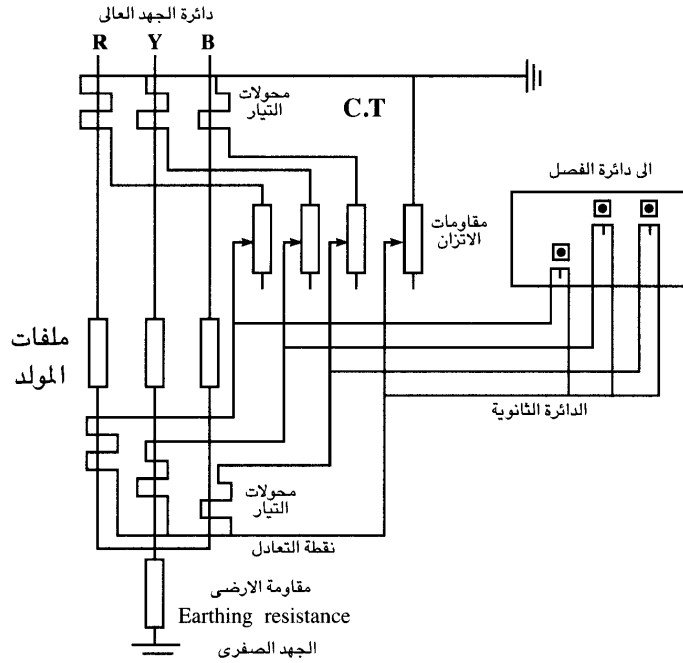 دائرة الجهد العالى
R Y B
محولات
التيار
C.T
الى دائرة الفصل
مقاومات
الاتزان
ملفات
المولد
الدائرة الثانوية
محولات
التيار
نقطة التعادل
مقاومة الارضى
Earthing resistance
الجهد الصفرى